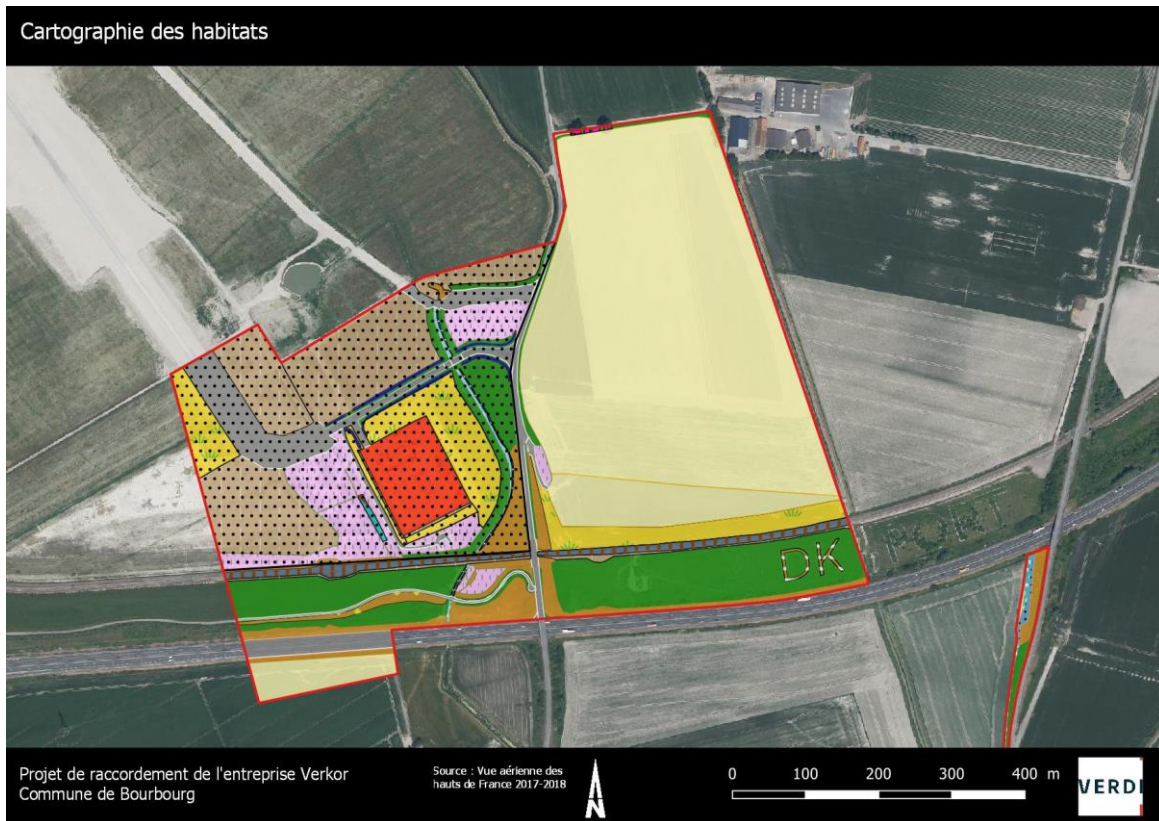 Cartographie des habitats
DK
Projet de raccordement de l'entreprise Verkor
Commune de Bourbourg
Source : Vue aérienne des
hauts de France 2017-2018
N
0 100 200 300 400 m
VERDI